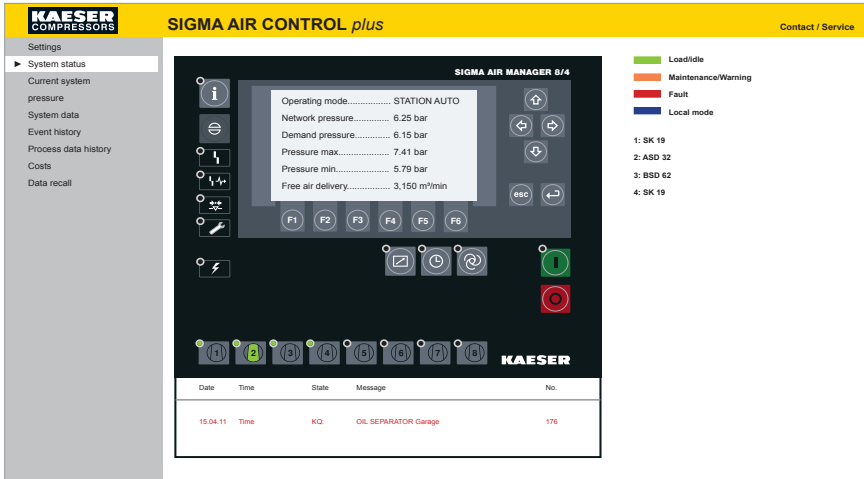 KAESER
COMPRESSORS
SIGMA AIR CONTROL plus
Contact / Service
Settings
System status
Current system
pressure
System data
Event history
Process data history
Costs
Data recall
SIGMA AIR MANAGER 8/4
i
Operating mode................ STATION AUTO
Network pressure.............. 6.25 bar
Demand pressure.............. 6.15 bar
Pressure max.................... 7.41 bar
Pressure min..................... 5.79 bar
Free air delivery................. 3,150 m³/min
esc
F1 F2 F3 F4 F5 F6
I
1 2 3 4 5 6 7 8
KAESER
Date Time State Message No.
15.04.11 Time KQ: OIL SEPARATOR Garage 176
Load/idle
Maintenance/Warning
Fault
Local mode
1: SK 19
2: ASD 32
3: BSD 62
4: SK 19